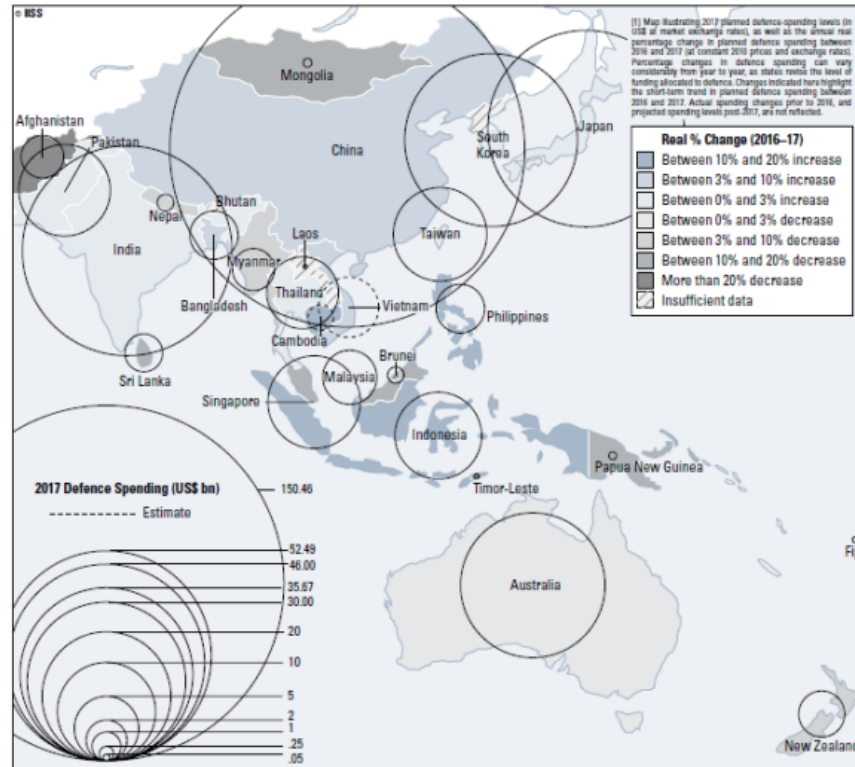 © IISS
[1] Map illustrating 2017 planned defence-spending levels (in
US$ at market exchange rates), as well as the annual real
percentage change in planned defence spending between
2016 and 2017 (at constant 2010 prices and exchange rates).
Percentage changes in defence spending can vary
considerably from year to year, as states revise the level of
funding allocated to defence. Changes indicated here highlight
the short-term trend in planned defence spending between
2016 and 2017. Actual spending changes prior to 2016, and
projected spending levels post-2017, are not reflected.
Mongolia
Afghanistan
Pakistan
China
South
Korea
Japan
Real % Change (2016–17)
Between 10% and 20% increase
Between 3% and 10% increase
Between 0% and 3% increase
Between 0% and 3% decrease
Between 3% and 10% decrease
Between 10% and 20% decrease
More than 20% decrease
Insufficient data
Nepal
Bhutan
India
Laos
Taiwan
Myanmar
Thailand
Bangladesh
Vietnam
Philippines
Cambodia
Sri Lanka
Brunei
Malaysia
Singapore
Indonesia
Papua New Guinea
Timor-Leste
2017 Defence Spending (US$ bn)
Estimate
150.46
52.49
46.00
35.67
30.00
20
10
5
2
1
.25
.05
Australia
New Zealand